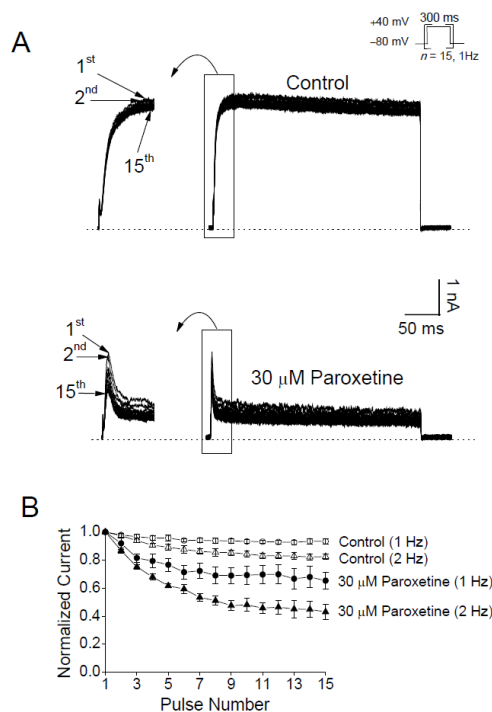 A
+40 mV
300 ms
−80 mV
n = 15, 1Hz
1st
2nd
15th
Control
1 nA
50 ms
1st
2nd
15th
30 μM Paroxetine
B
Normalized Current
1.0
0.8
0.6
0.4
0.2
0.0
Control (1 Hz)
Control (2 Hz)
30 μM Paroxetine (1 Hz)
30 μM Paroxetine (2 Hz)
1 3 5 7 9 11 13 15
Pulse Number